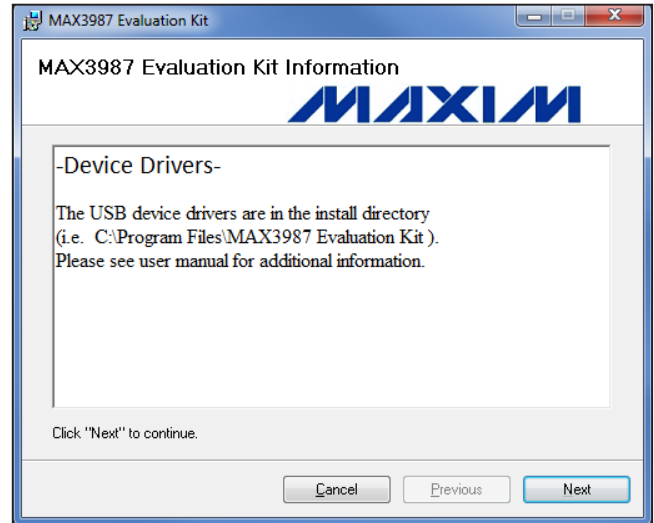 MAX3987 Evaluation Kit
MAX3987 Evaluation Kit Information
MAXIM
-Device Drivers-
The USB device drivers are in the install directory
(i.e.  C:\Program Files\MAX3987 Evaluation Kit ).
Please see user manual for additional information.
Click "Next" to continue.
Cancel
Previous
Next